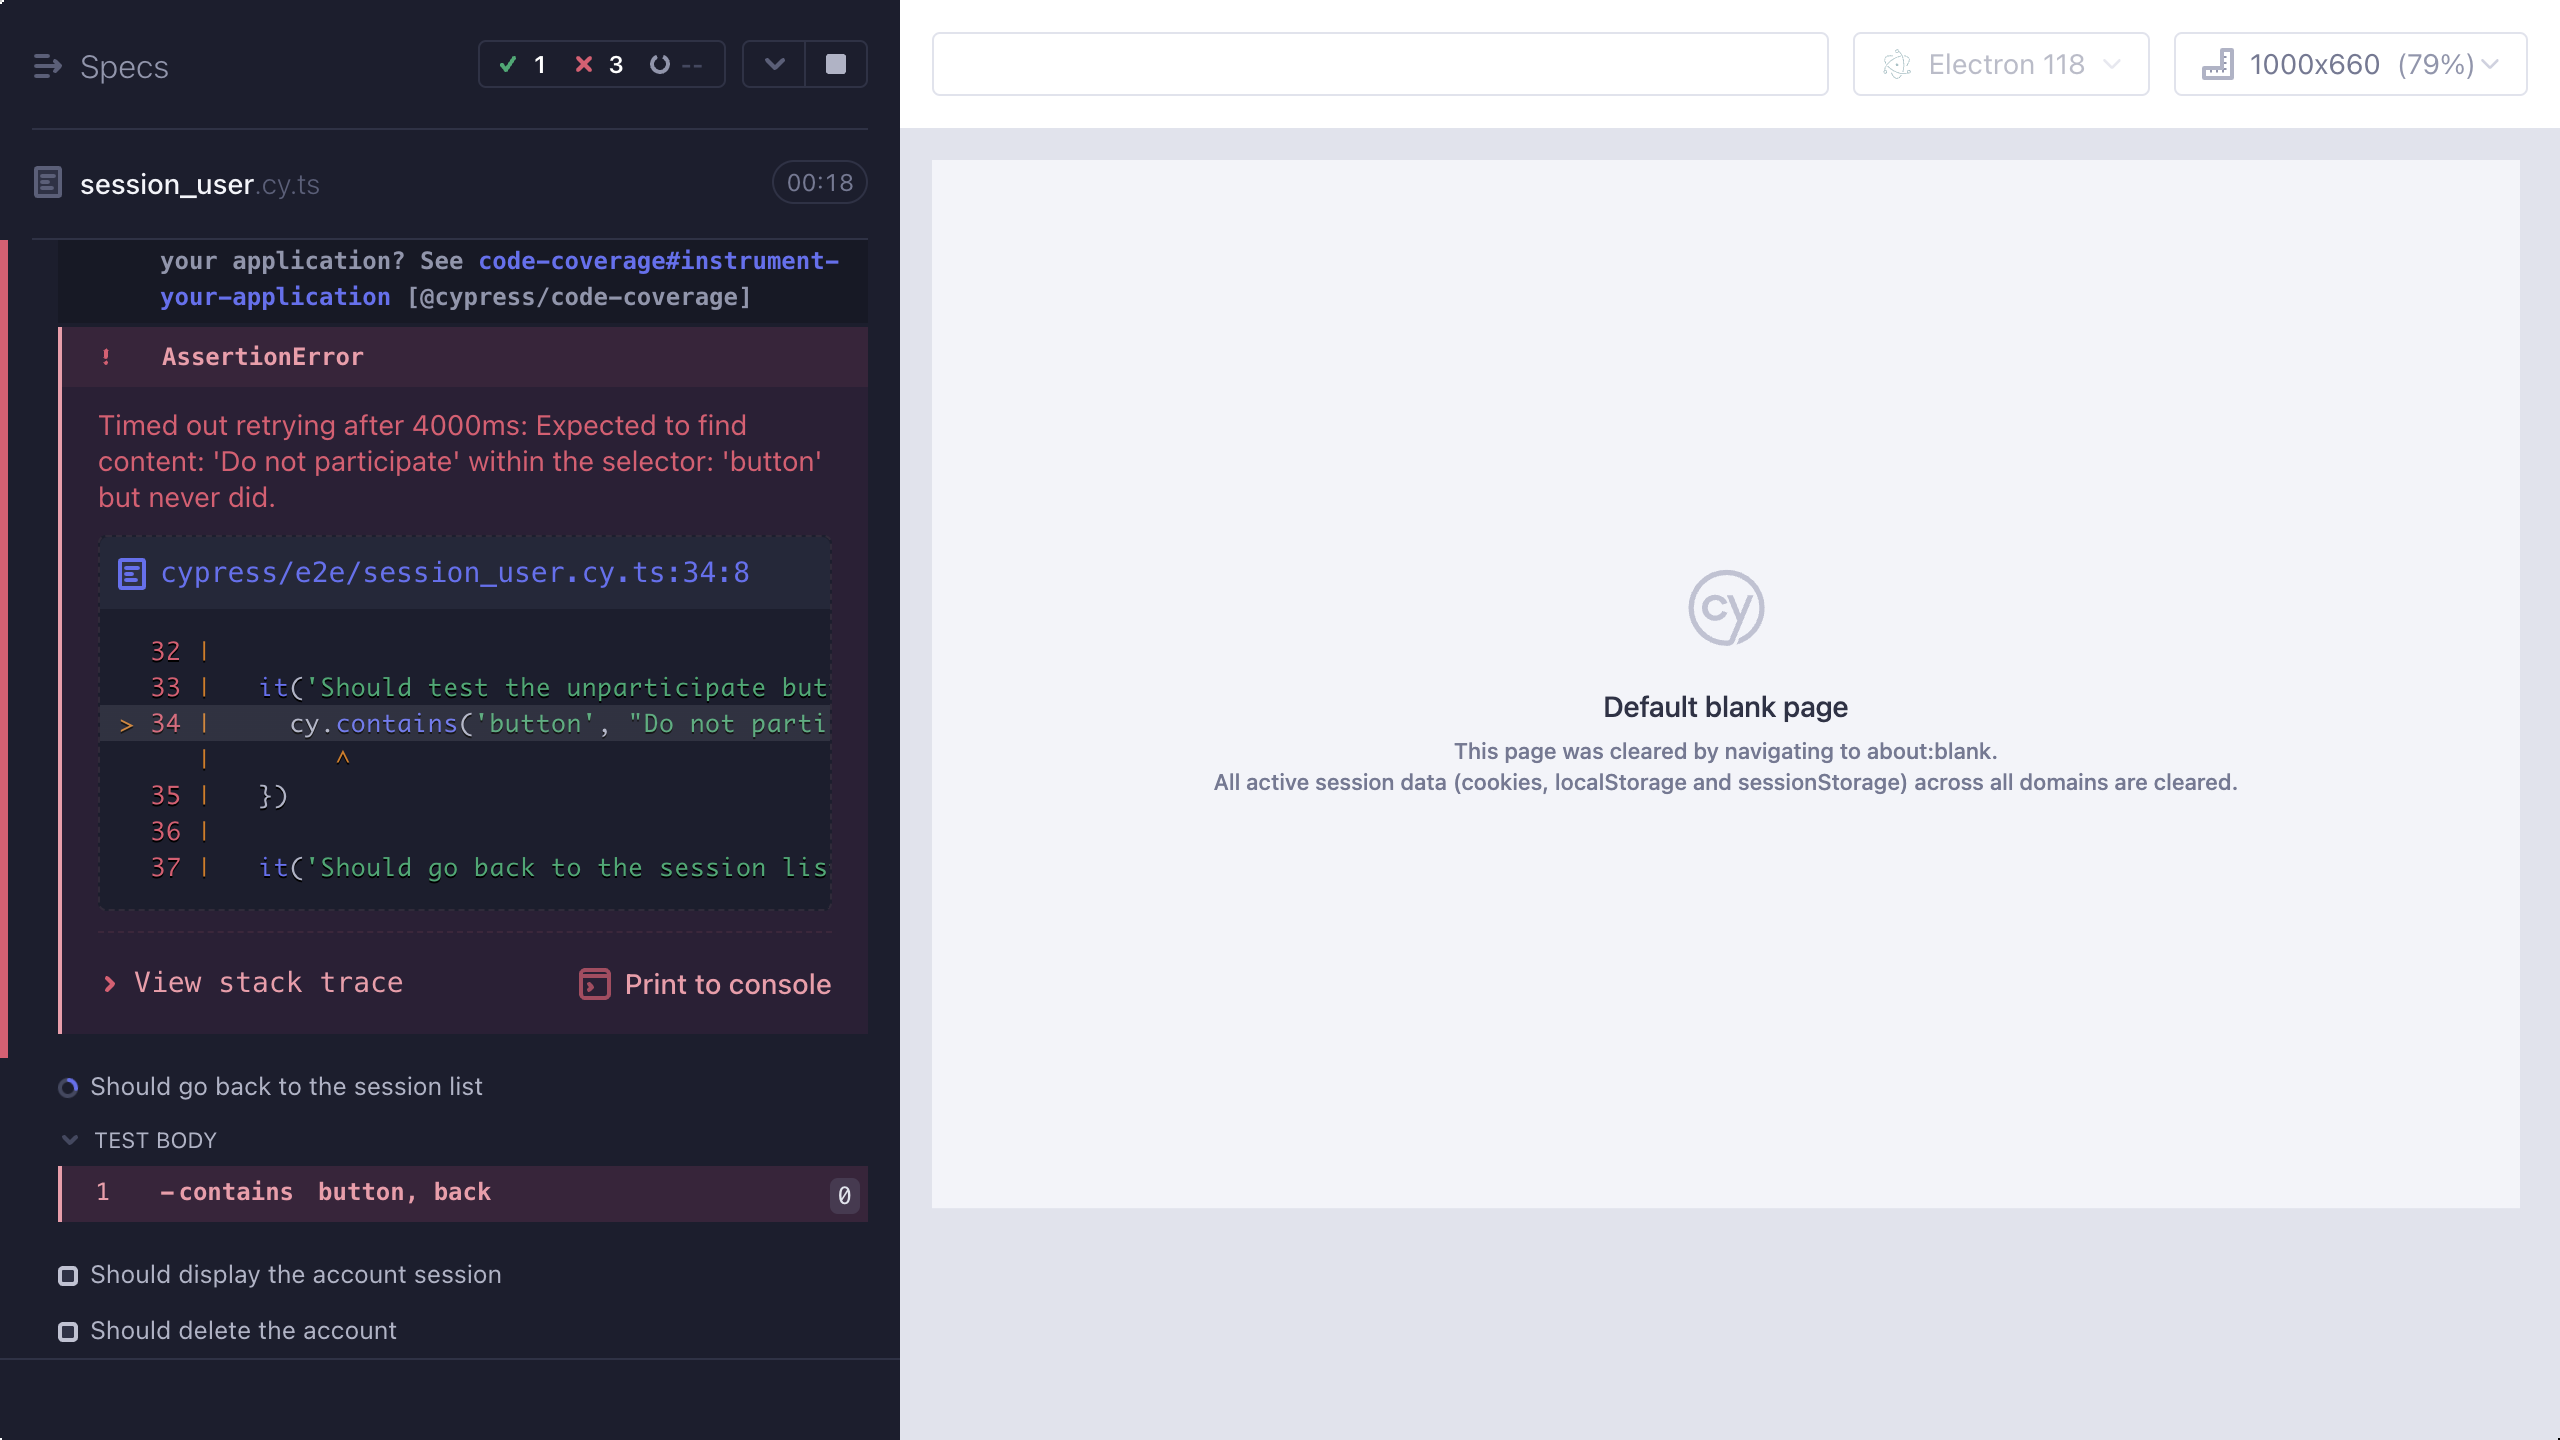 Specs
1 3 --
session_user.cy.ts
00:18
your application? See code-coverage#instrument-
your-application [@cypress/code-coverage]
! AssertionError
Timed out retrying after 4000ms: Expected to find
content: 'Do not participate' within the selector: 'button'
but never did.
cypress/e2e/session_user.cy.ts:34:8
32 |
33 | it('Should test the unparticipate but
> 34 | cy.contains('button', "Do not parti
| ^
35 | })
36 |
37 | it('Should go back to the session lis
View stack trace
Print to console
Should go back to the session list
TEST BODY
1 -contains button, back 0
Should display the account session
Should delete the account
Electron 118
1000x660 (79%)
cy
Default blank page
This page was cleared by navigating to about:blank.
All active session data (cookies, localStorage and sessionStorage) across all domains are cleared.